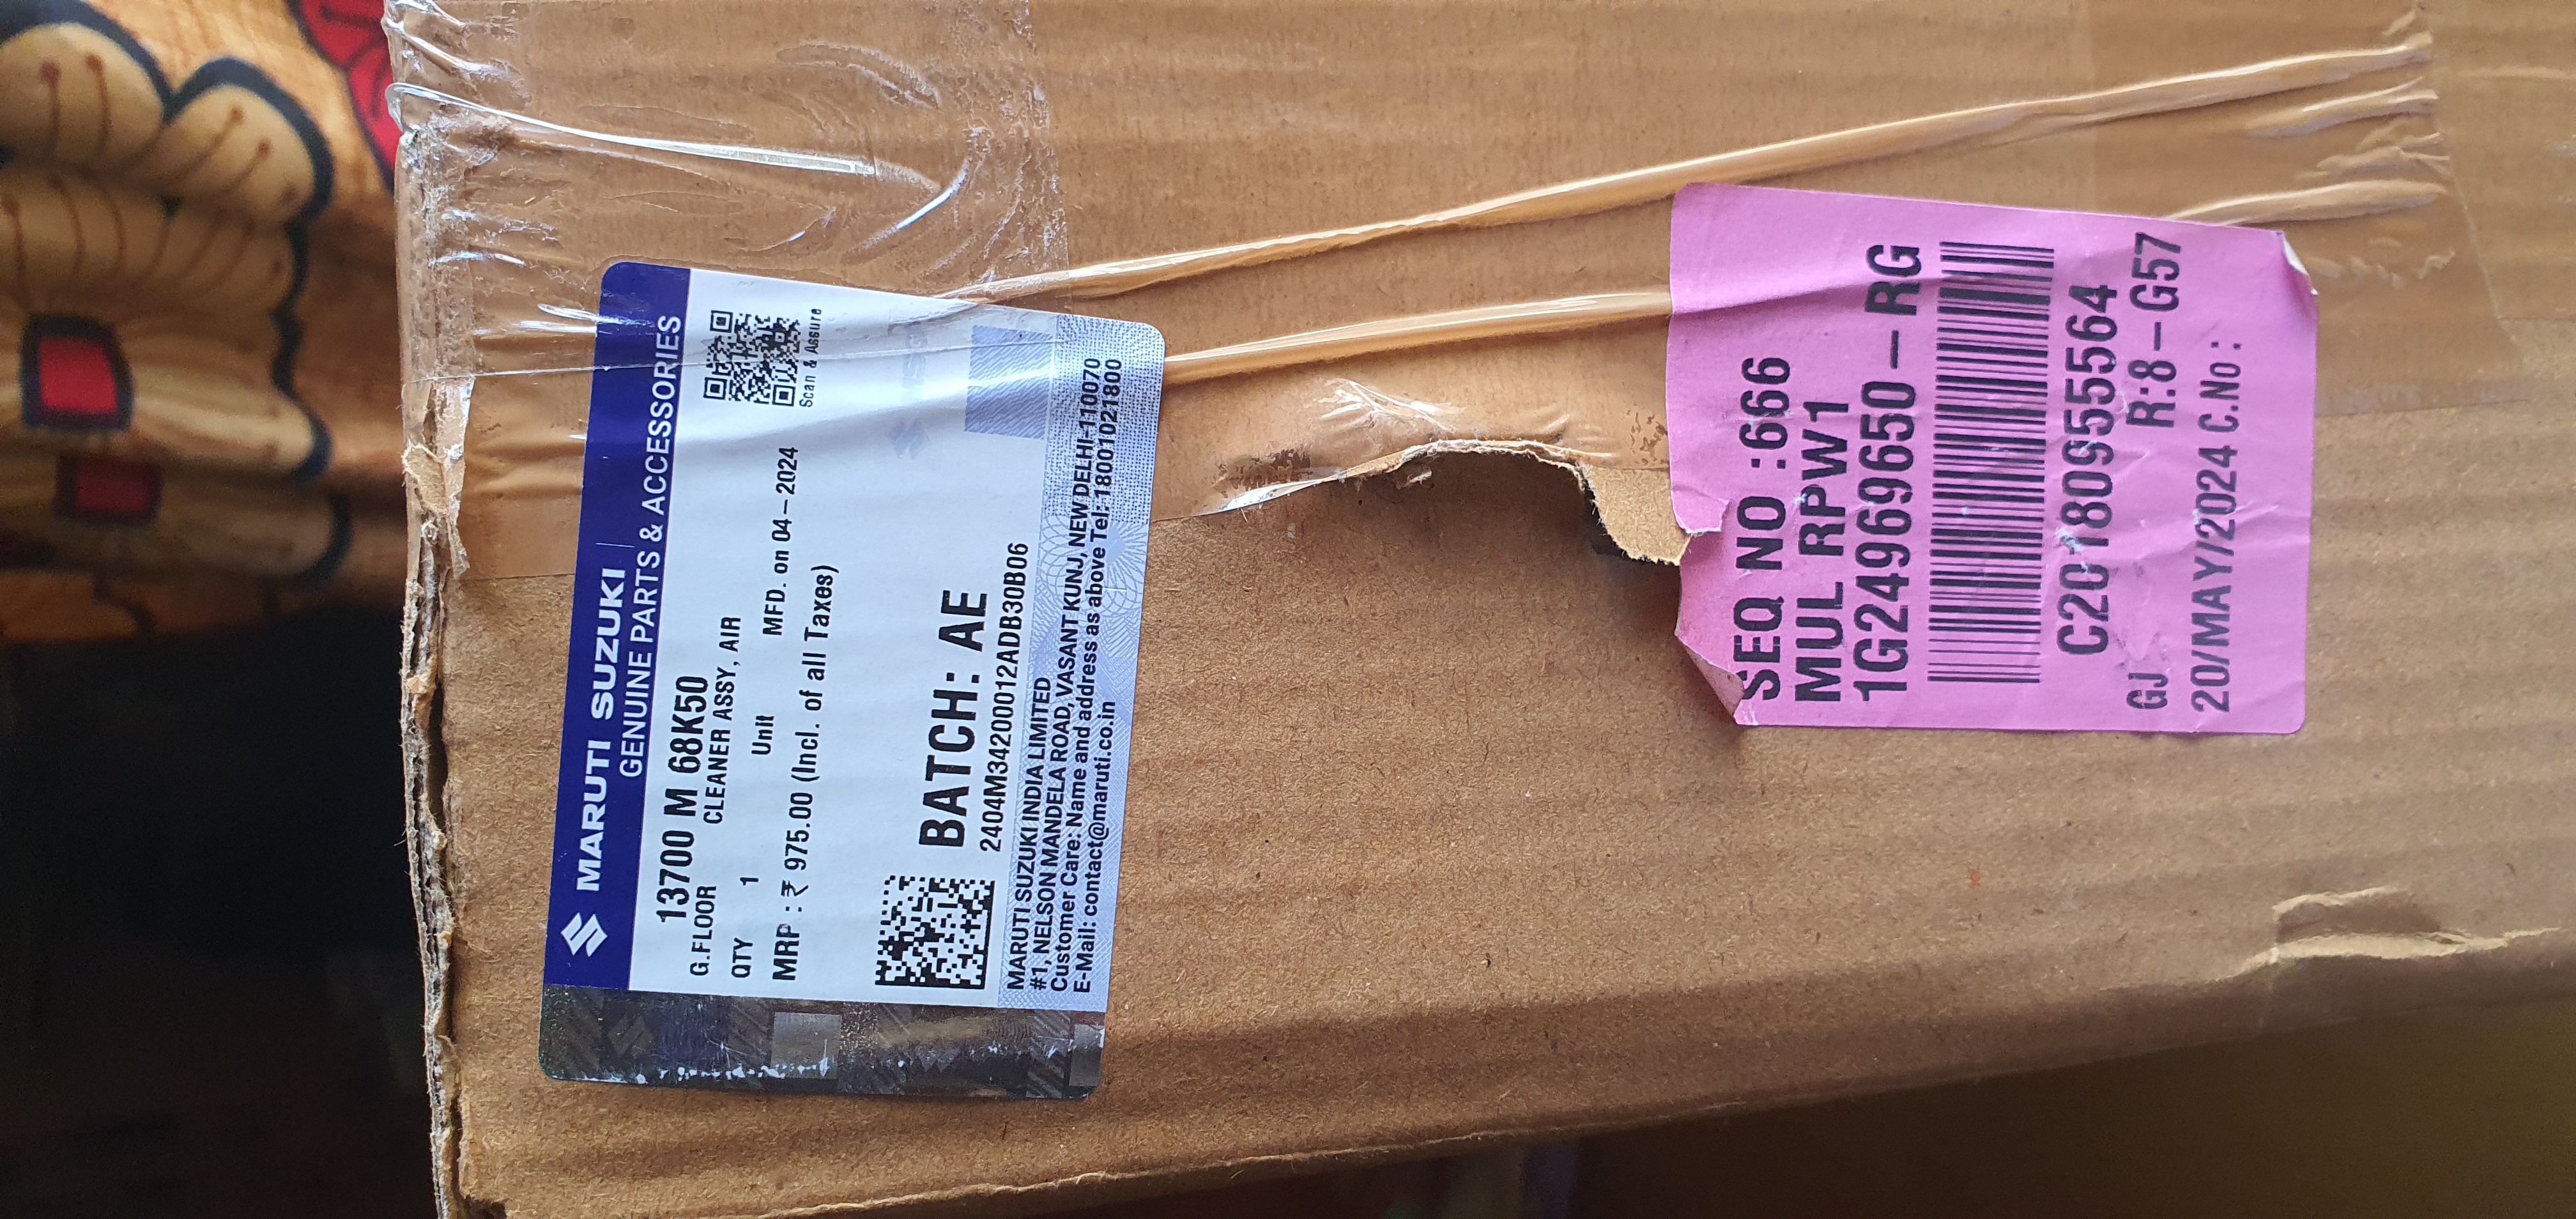 MARUTI SUZUKI
GENUINE PARTS & ACCESSORIES
13700 M 68K50
G.FLOOR CLEANER ASSY, AIR
QTY 1 Unit MFD. on 04-2024
MRP : ₹ 975.00 (Incl. of all Taxes)
Scan & Assure
MSGP
BATCH: AE
2404M34200012ADB30B06
MARUTI SUZUKI INDIA LIMITED
#1, NELSON MANDELA ROAD, VASANT KUNJ, NEW DELHI-110070
Customer Care: Name and address as above Tel: 18001021800
E-Mail: contact@maruti.co.in
SEQ NO :666
MUL RPW1
1G24969650-RG
C20180955564
GJ R:8-G57
20/MAY/2024 C.No :